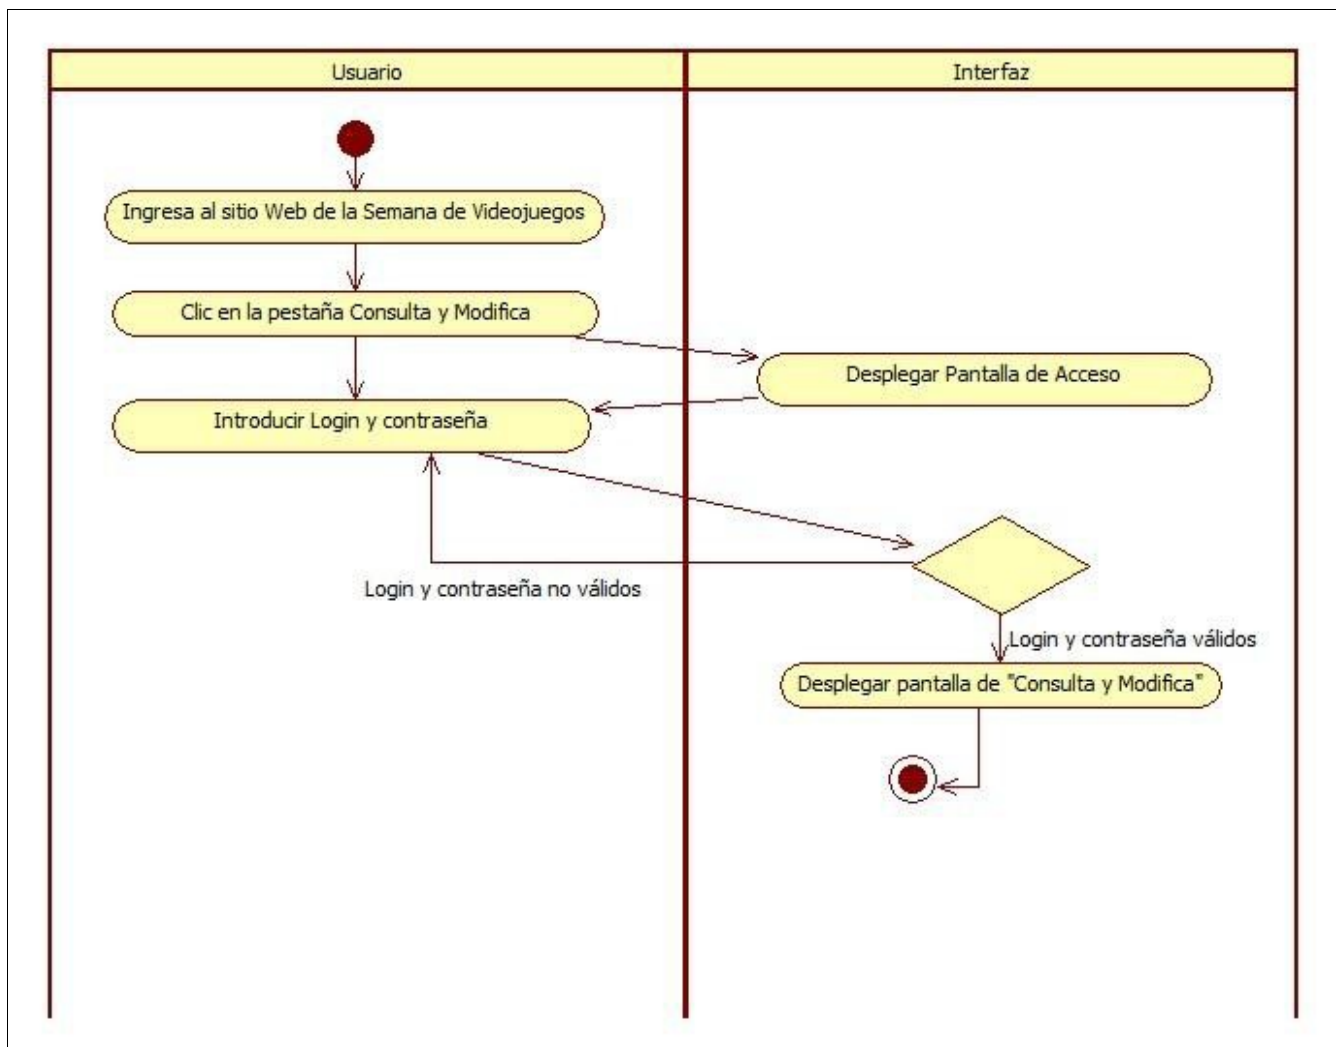 Usuario
Interfaz
Ingresa al sitio Web de la Semana de Videojuegos
Clic en la pestaña Consulta y Modifica
Desplegar Pantalla de Acceso
Introducir Login y contraseña
Login y contraseña no válidos
Login y contraseña válidos
Desplegar pantalla de "Consulta y Modifica"